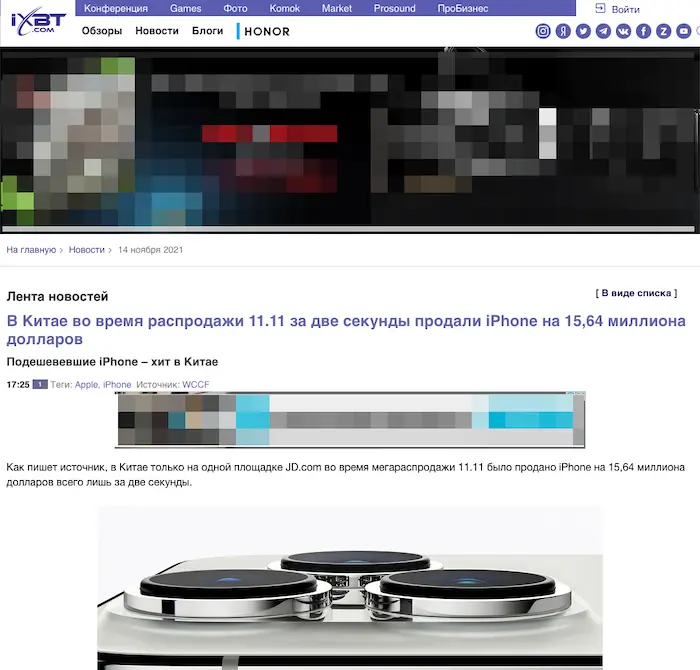 iXBT
.COM
Конференция Games Фото Komok Market Prosound ПроБизнес Войти
Обзоры Новости Блоги HONOR
На главную › Новости › 14 ноября 2021
Лента новостей [ В виде списка ]
В Китае во время распродажи 11.11 за две секунды продали iPhone на 15,64 миллиона
долларов
Подешевевшие iPhone – хит в Китае
17:25 1 Теги: Apple, iPhone Источник: WCCF
Как пишет источник, в Китае только на одной площадке JD.com во время мегараспродажи 11.11 было продано iPhone на 15,64 миллиона
долларов всего лишь за две секунды.